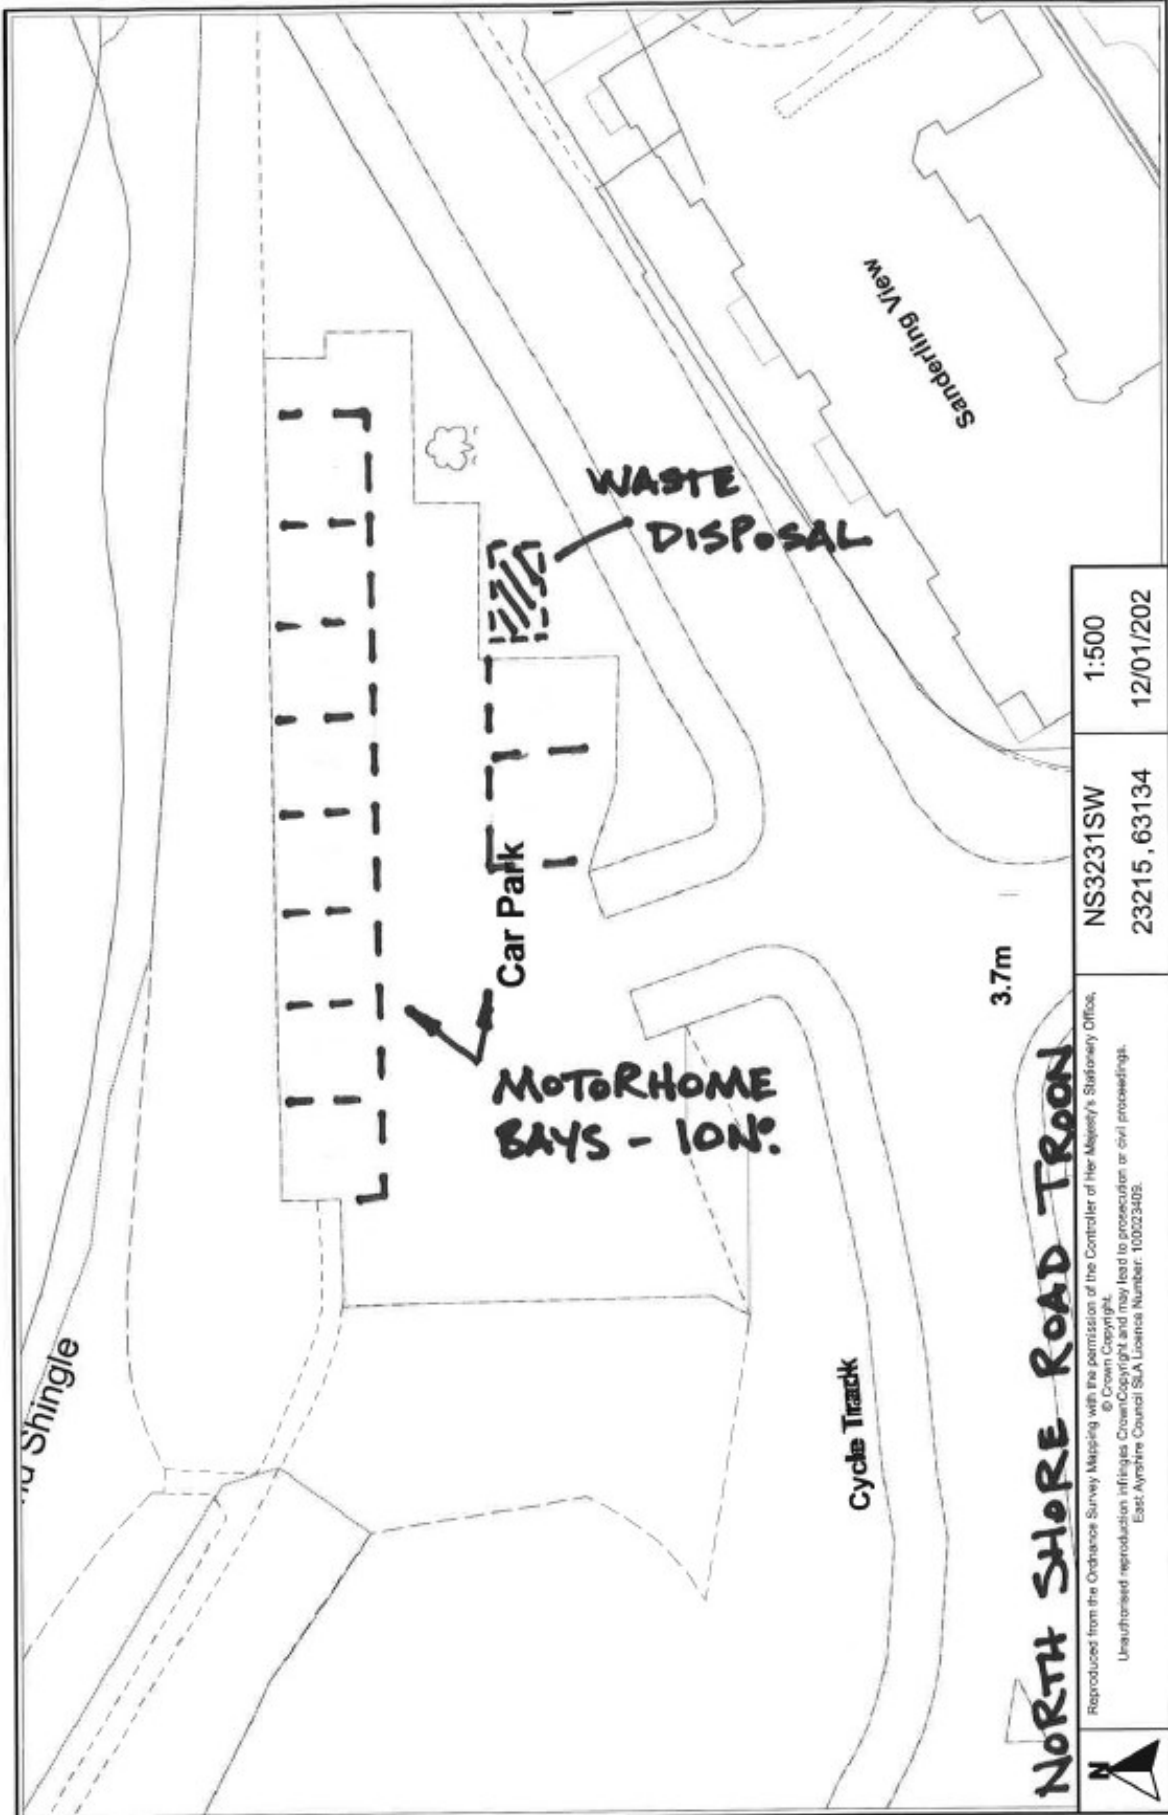 nd Shingle
Sanderling View
WASTE
DISPOSAL
Car Park
MOTORHOME
BAYS - 10Nº.
3.7m
Cycle Track
NORTH SHORE ROAD TROON
N
Reproduced from the Ordnance Survey Mapping with the permission of the Controller of Her Majesty's Stationery Office,
© Crown Copyright.
Unauthorised reproduction infringes CrownCopyright and may lead to prosecution or civil proceedings.
East Ayrshire Council SLA Licence Number: 100023409.
NS3231SW
23215,63134
1:500
12/01/202